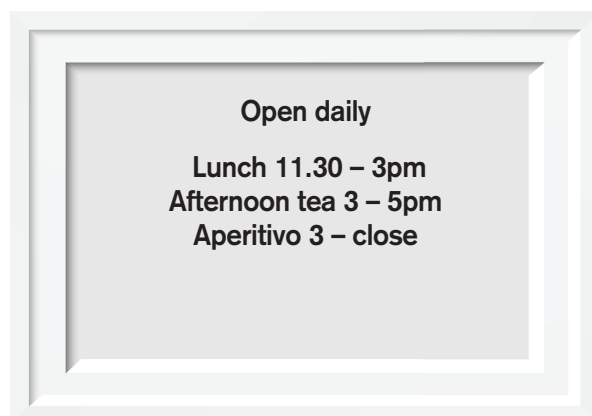 Open daily
Lunch 11.30 – 3pm
Afternoon tea 3 – 5pm
Aperitivo 3 – close